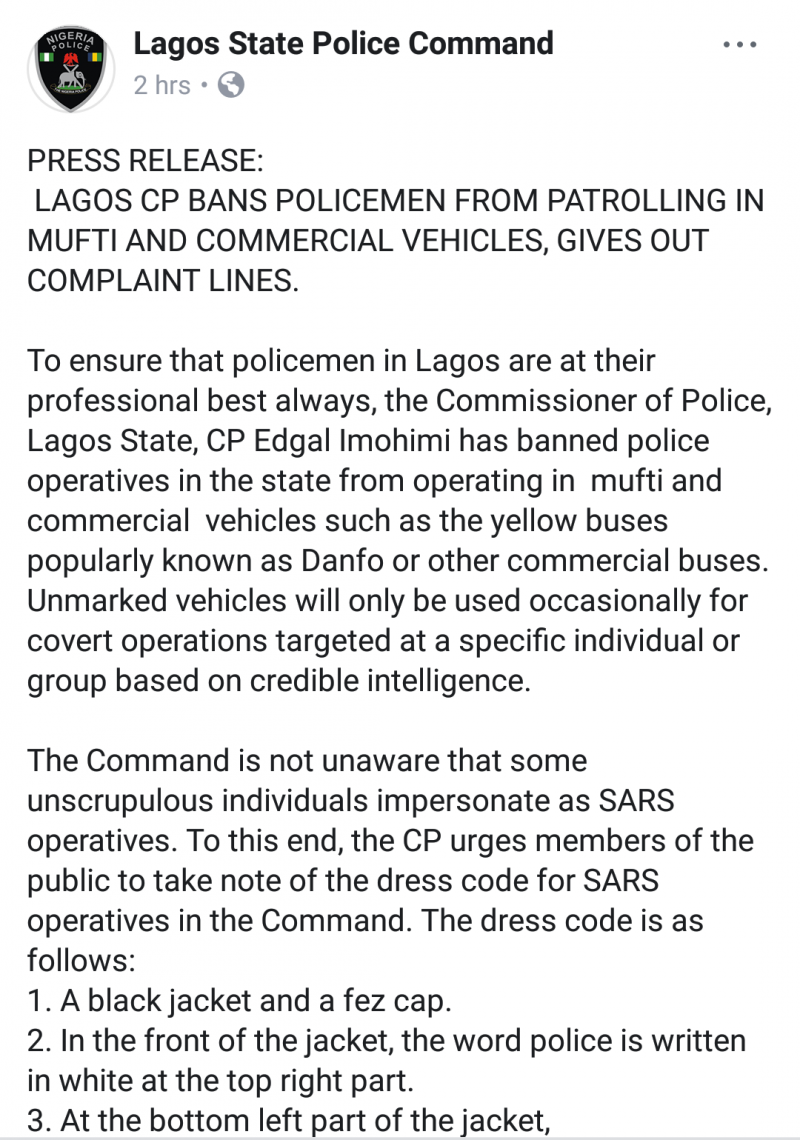 NIGERIA
POLICE
Lagos State Police Command
2 hrs •
PRESS RELEASE:
LAGOS CP BANS POLICEMEN FROM PATROLLING IN
MUFTI AND COMMERCIAL VEHICLES, GIVES OUT
COMPLAINT LINES.
To ensure that policemen in Lagos are at their
professional best always, the Commissioner of Police,
Lagos State, CP Edgal Imohimi has banned police
operatives in the state from operating in  mufti and
commercial  vehicles such as the yellow buses
popularly known as Danfo or other commercial buses.
Unmarked vehicles will only be used occasionally for
covert operations targeted at a specific individual or
group based on credible intelligence.
The Command is not unaware that some
unscrupulous individuals impersonate as SARS
operatives. To this end, the CP urges members of the
public to take note of the dress code for SARS
operatives in the Command. The dress code is as
follows:
1. A black jacket and a fez cap.
2. In the front of the jacket, the word police is written
in white at the top right part.
3. At the bottom left part of the jacket,